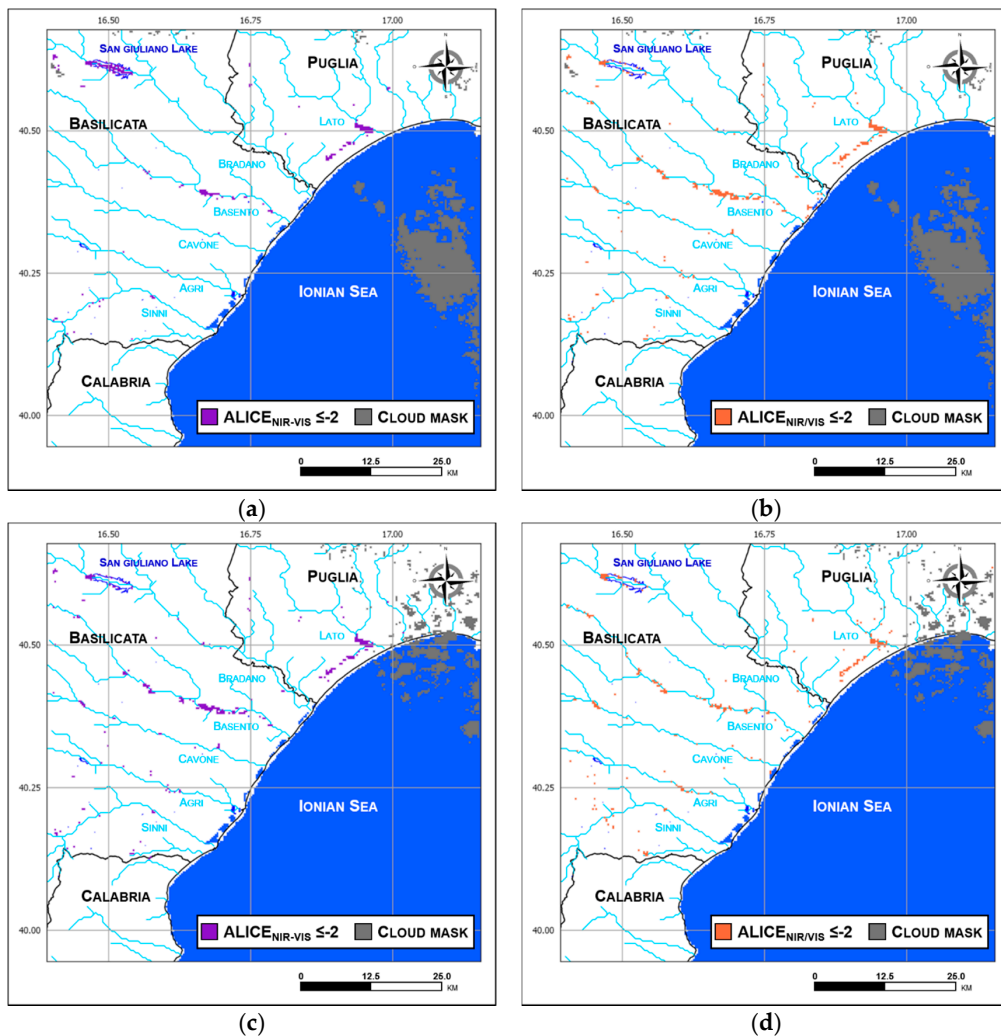 16.50 16.75 17.00
SAN GIULIANO LAKE
PUGLIA
N
O
40.50
BASILICATA
LATO
BRADANO
BASENTO
CAVÒNE
40.25
AGRI
IONIAN SEA
SINNI
CALABRIA
40.00
ALICENIR-VIS ≤-2 CLOUD MASK
0 12.5 25.0
KM
(a)
16.50 16.75 17.00
SAN GIULIANO LAKE
PUGLIA
N
O
40.50
BASILICATA
LATO
BRADANO
BASENTO
CAVÒNE
40.25
AGRI
IONIAN SEA
SINNI
CALABRIA
40.00
ALICENIR/VIS ≤-2 CLOUD MASK
0 12.5 25.0
KM
(b)
16.50 16.75 17.00
SAN GIULIANO LAKE
PUGLIA
N
O
40.50
BASILICATA
LATO
BRADANO
BASENTO
CAVÒNE
40.25
AGRI
IONIAN SEA
SINNI
CALABRIA
40.00
ALICENIR-VIS ≤-2 CLOUD MASK
0 12.5 25.0
KM
(c)
16.50 16.75 17.00
SAN GIULIANO LAKE
PUGLIA
N
O
40.50
BASILICATA
LATO
BRADANO
BASENTO
CAVÒNE
40.25
AGRI
IONIAN SEA
SINNI
CALABRIA
40.00
ALICENIR/VIS ≤-2 CLOUD MASK
0 12.5 25.0
KM
(d)